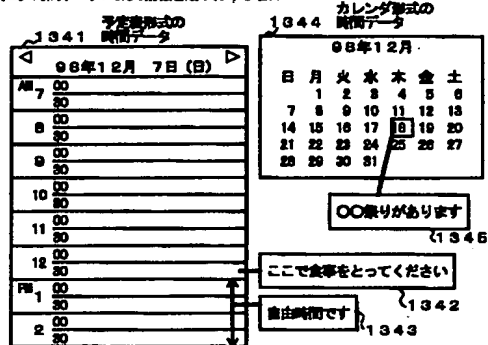 予定表形式の
時間データ
1341
98年12月 7日(日)
AM 7 00
30
8 00
30
9 00
30
10 00
30
11 00
30
12 00
30
PM 1 00
30
2 00
30
カレンダ形式の
時間データ
1344
98年12月
日 月 火 水 木 金 土
1 2 3 4 5 6
7 8 9 10 11 12 13
14 15 16 17 18 19 20
21 22 23 24 25 26 27
28 29 30 31
〇〇祭りがあります
1345
ここで食事をとってください
1342
自由時間です
1343